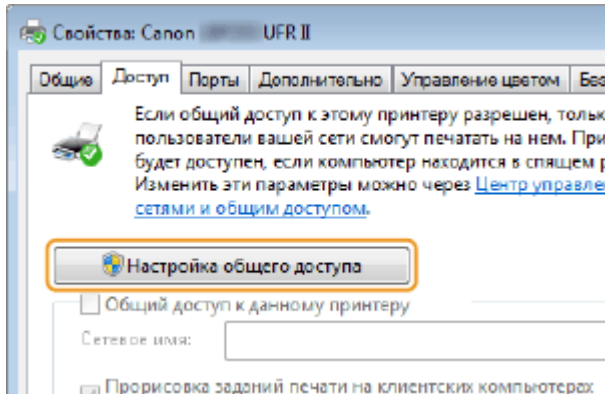 Свойства: Canon UFR II
Общие Доступ Порты Дополнительно Управление цветом Без
Если общий доступ к этому принтеру разрешен, тольк
пользователи вашей сети смогут печатать на нем. При
будет доступен, если компьютер находится в спящем р
Изменить эти параметры можно через Центр управле
сетями и общим доступом.
Настройка общего доступа
Общий доступ к данному принтеру
Сетевое имя:
Прорисовка заданий печати на клиентских компьютерах